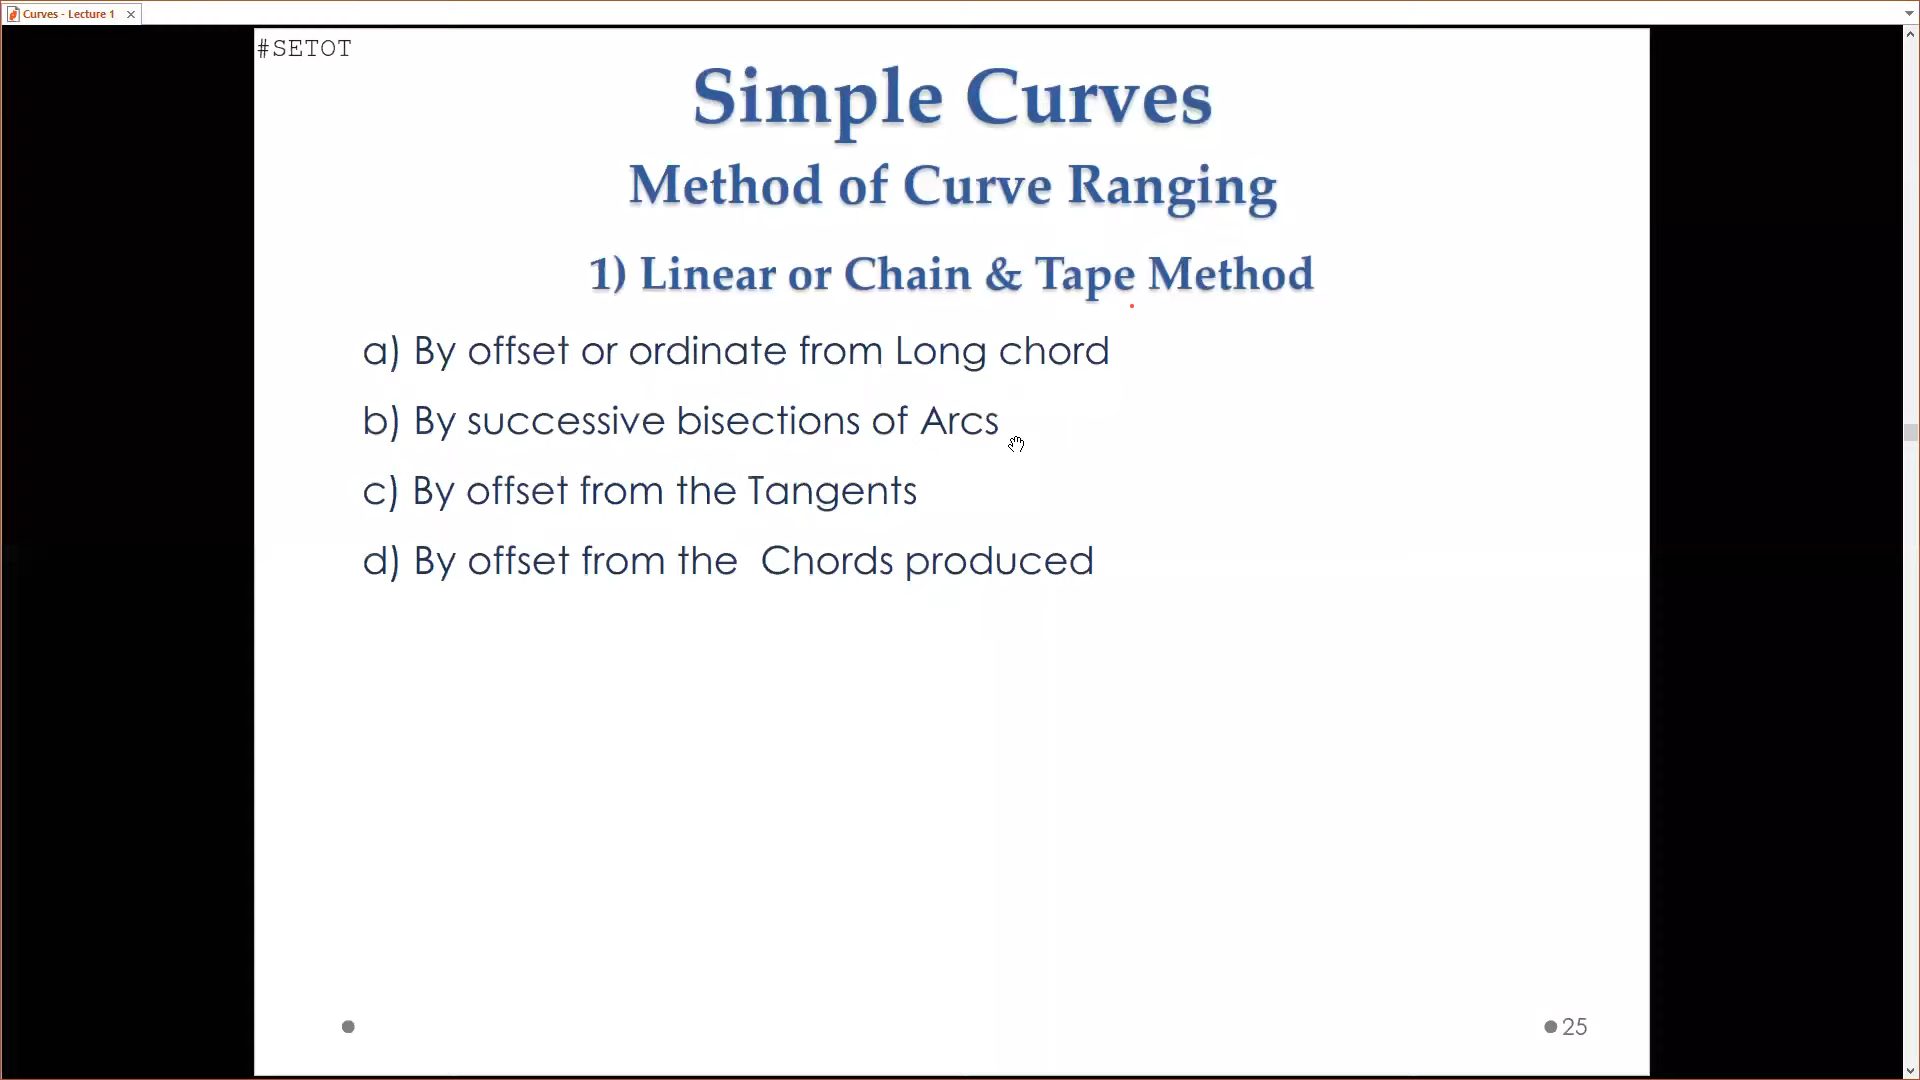 Curves - Lecture 1
#SETOT
Simple Curves
Method of Curve Ranging
1) Linear or Chain & Tape Method
a) By offset or ordinate from Long chord
b) By successive bisections of Arcs
c) By offset from the Tangents
d) By offset from the Chords produced
25